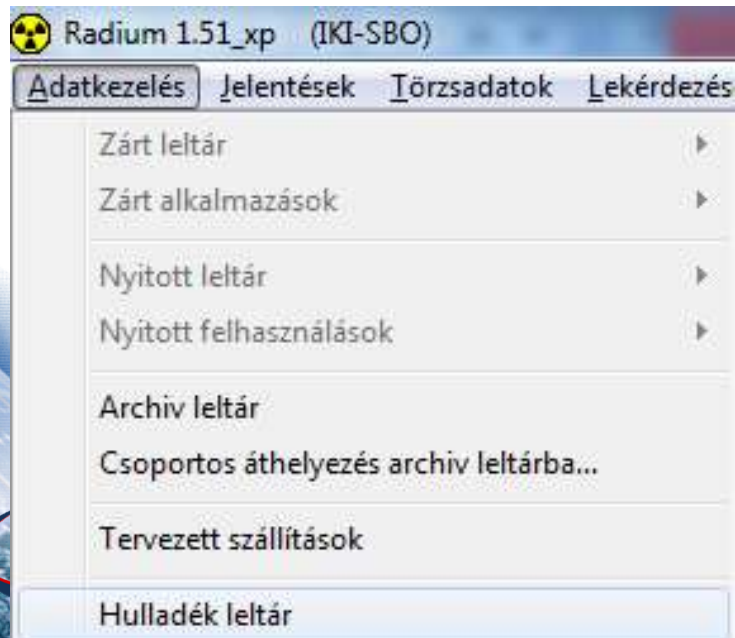 Radium 1.51_xp (IKI-SBO)
Adatkezelés Jelentések Törzsadatok Lekérdezés
Zárt leltár
Zárt alkalmazások
Nyitott leltár
Nyitott felhasználások
Archiv leltár
Csoportos áthelyezés archiv leltárba...
Tervezett szállítások
Hulladék leltár